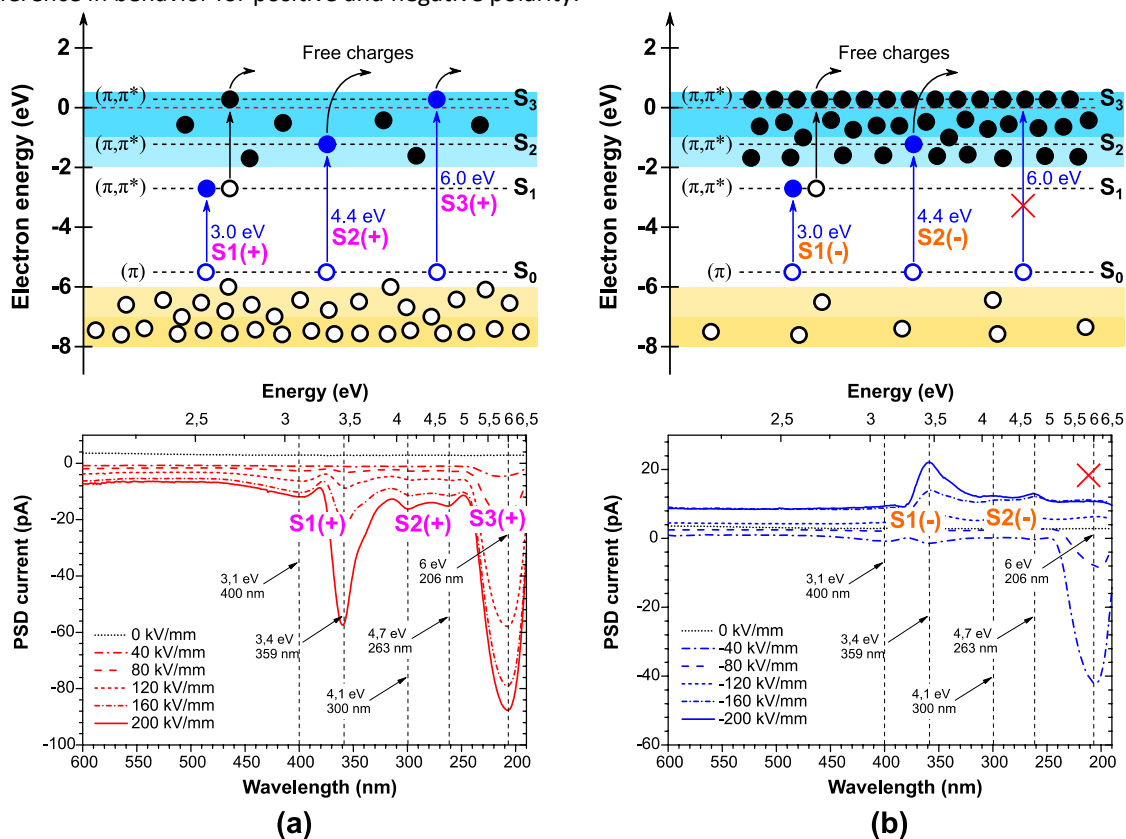 ference in behavior for positive and negative polarity.
Electron energy (eV)
2
0
-2
-4
-6
-8
Free charges
(π,π*)
S3
(π,π*)
S2
(π,π*)
S1
(π)
S0
3.0 eV
S1(+)
4.4 eV
S2(+)
6.0 eV
S3(+)
Energy (eV)
2,5 3 3,5 4 4,5 5 5,5 6 6,5
PSD current (pA)
0
-20
-40
-60
-80
-100
S1(+)
S2(+)
S3(+)
3,1 eV
400 nm
3,4 eV
359 nm
4,7 eV
263 nm
4,1 eV
300 nm
6 eV
206 nm
0 kV/mm
40 kV/mm
80 kV/mm
120 kV/mm
160 kV/mm
200 kV/mm
600 550 500 450 400 350 300 250 200
Wavelength (nm)
(a)
Electron energy (eV)
2
0
-2
-4
-6
-8
Free charges
(π,π*)
S3
(π,π*)
S2
(π,π*)
S1
(π)
S0
3.0 eV
S1(-)
4.4 eV
S2(-)
6.0 eV
Energy (eV)
2,5 3 3,5 4 4,5 5 5,5 6 6,5
PSD current (pA)
20
0
-20
-40
-60
S1(-)
S2(-)
3,1 eV
400 nm
3,4 eV
359 nm
4,7 eV
263 nm
4,1 eV
300 nm
6 eV
206 nm
0 kV/mm
-40 kV/mm
-80 kV/mm
-120 kV/mm
-160 kV/mm
-200 kV/mm
600 550 500 450 400 350 300 250 200
Wavelength (nm)
(b)